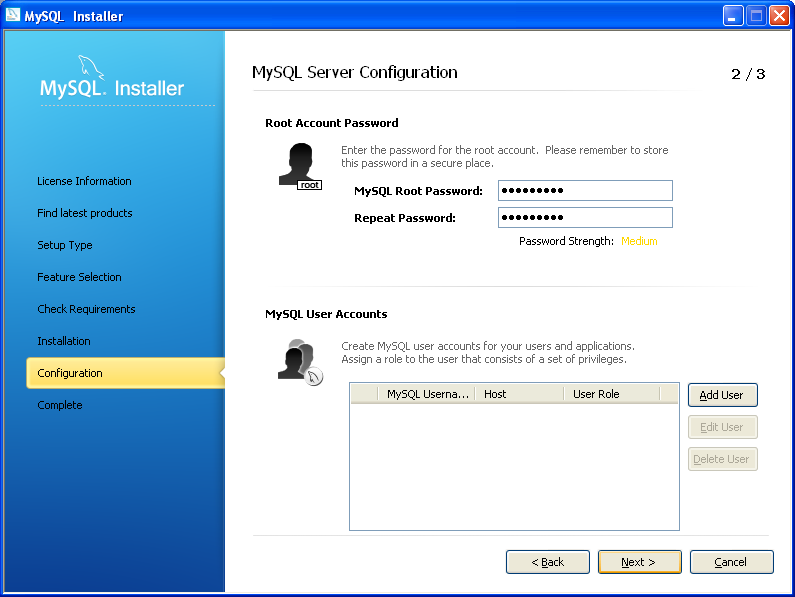 MySQL Installer
MySQL. Installer
License Information
Find latest products
Setup Type
Feature Selection
Check Requirements
Installation
Configuration
Complete
MySQL Server Configuration
2 / 3
Root Account Password
root
Enter the password for the root account. Please remember to store
this password in a secure place.
MySQL Root Password: ●●●●●●●●●
Repeat Password: ●●●●●●●●●
Password Strength: Medium
MySQL User Accounts
Create MySQL user accounts for your users and applications.
Assign a role to the user that consists of a set of privileges.
MySQL Userna... Host User Role
Add User
Edit User
Delete User
< Back Next > Cancel